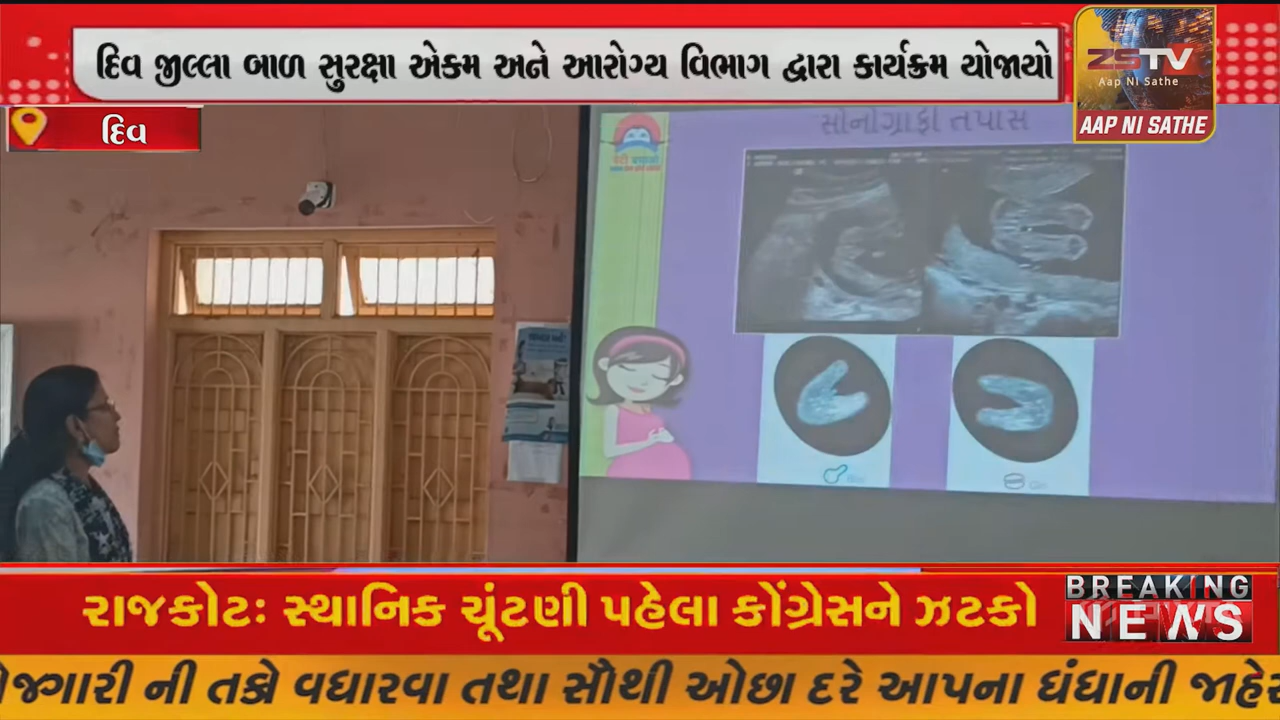 દિવ જીલ્લા બાળ સુરક્ષા એકમ અને આરોગ્ય વિભાગ દ્વારા કાર્યક્રમ યોજાયો
ZSTV
Aap Ni Sathe
AAP NI SATHE
દિવ
સોનોગ્રાફી તપાસ
રાજકોટઃ સ્થાનિક ચૂંટણી પહેલા કોંગ્રેસને ઝટકો
BREAKING
NEWS
ની તકો વધારવા તથા સૌથી ઓછા દરે આપના ધંધાની